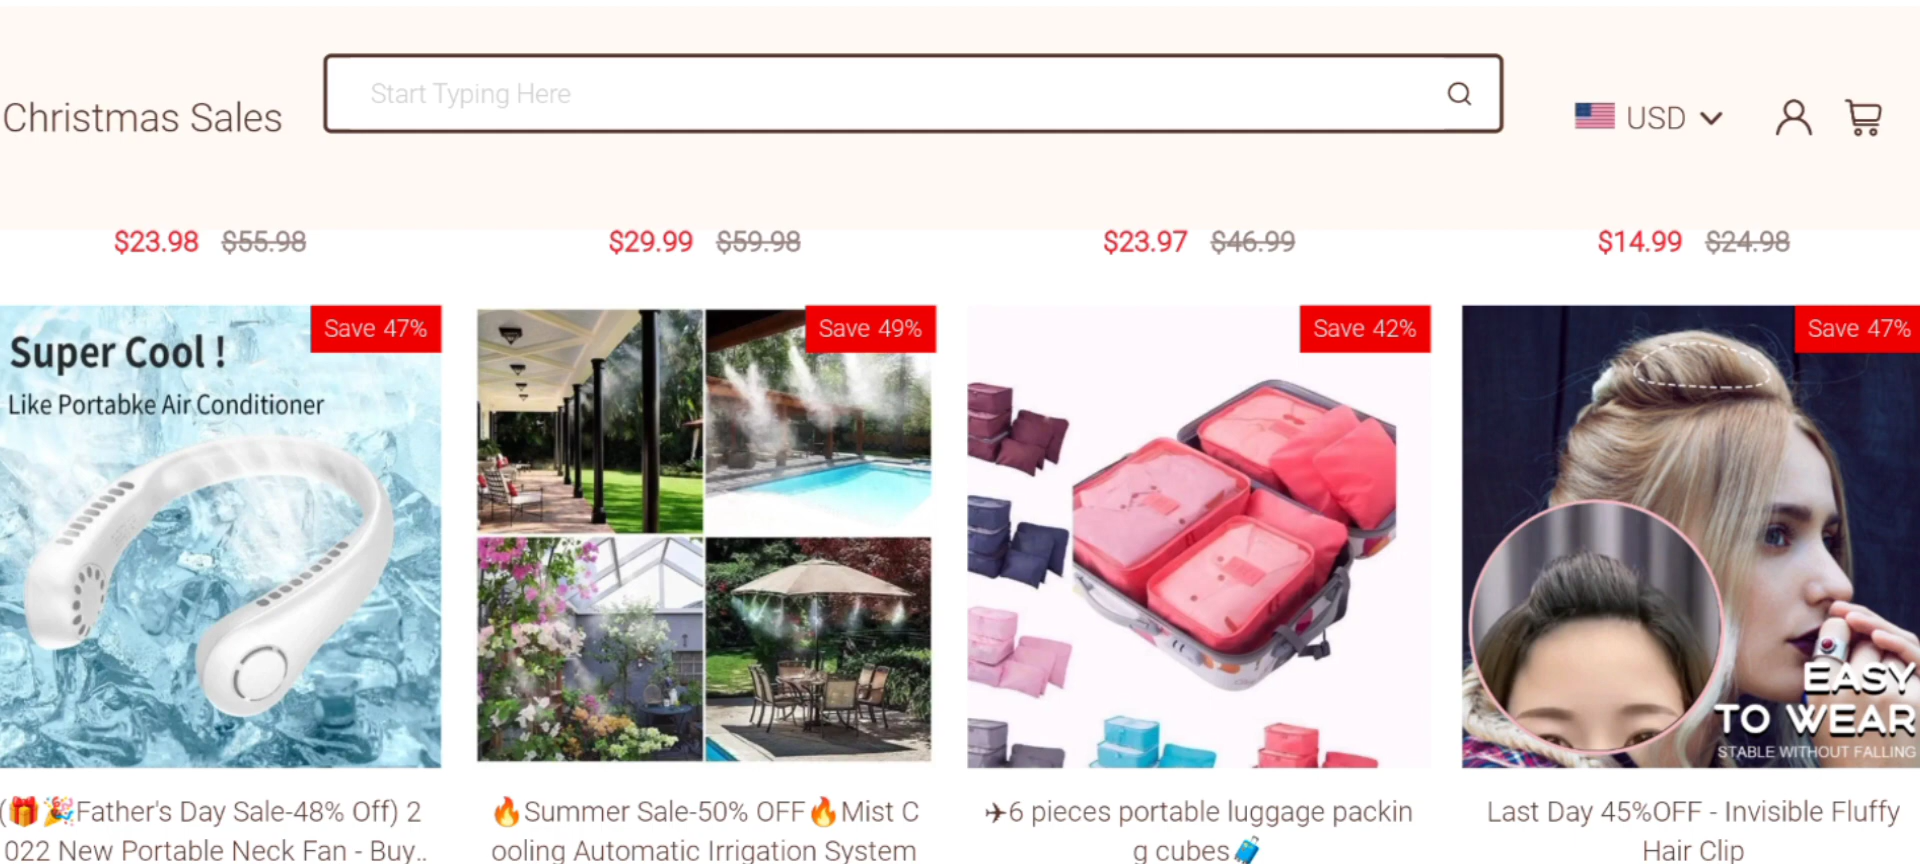 Christmas Sales
Start Typing Here
USD
$23.98 $55.98
$29.99 $59.98
$23.97 $46.99
$14.99 $24.98
Save 47%
Super Cool !
Like Portabke Air Conditioner
Save 49%
Save 42%
Save 47%
EASY
TO WEAR
STABLE WITHOUT FALLING
(🎁🎉Father's Day Sale-48% Off) 2
022 New Portable Neck Fan - Buy..
🔥Summer Sale-50% OFF🔥Mist C
ooling Automatic Irrigation System
✈6 pieces portable luggage packin
g cubes🧳
Last Day 45%OFF - Invisible Fluffy
Hair Clip